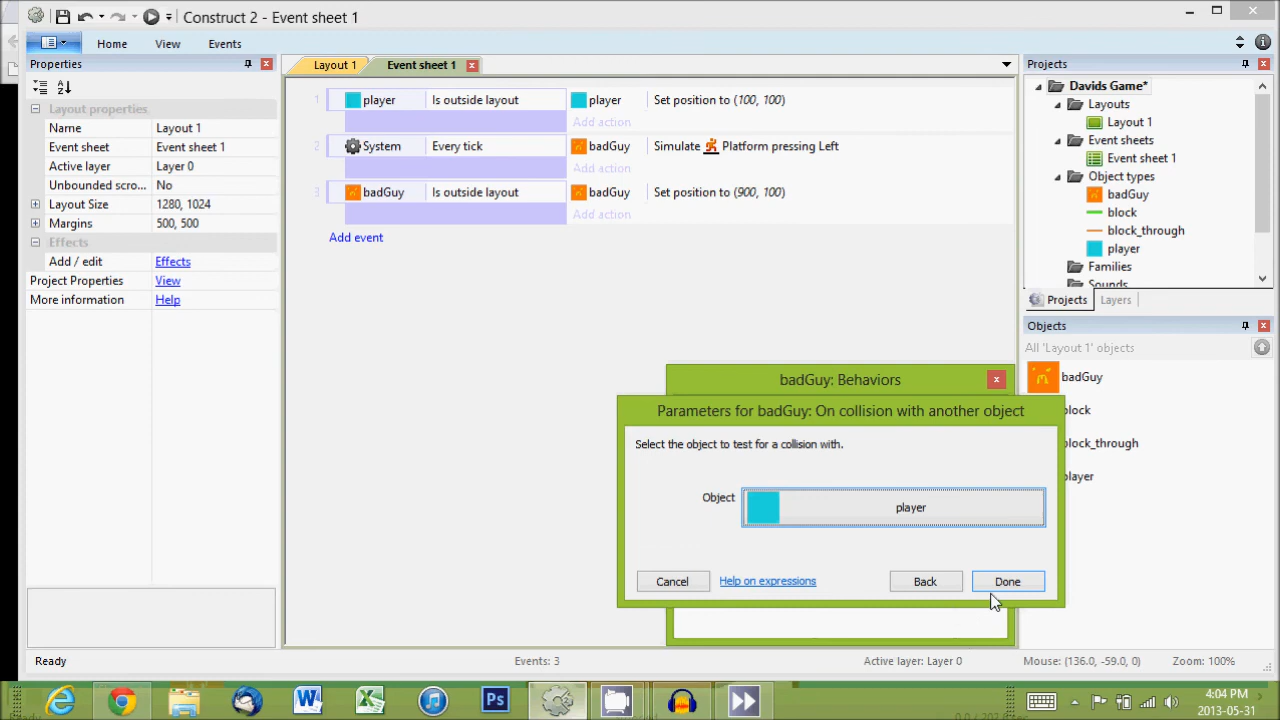 Construct 2 - Event sheet 1
Home View Events
Properties
Layout properties
Name Layout 1
Event sheet Event sheet 1
Active layer Layer 0
Unbounded scro... No
Layout Size 1280, 1024
Margins 500, 500
Effects
Add / edit Effects
Project Properties View
More information Help
Layout 1 Event sheet 1
1 player Is outside layout player Set position to (100, 100)
Add action
2 System Every tick badGuy Simulate Platform pressing Left
Add action
3 badGuy Is outside layout badGuy Set position to (900, 100)
Add action
Add event
badGuy: Behaviors
Parameters for badGuy: On collision with another object
Select the object to test for a collision with.
Object player
Cancel Help on expressions Back Done
Projects
Davids Game*
Layouts
Layout 1
Event sheets
Event sheet 1
Object types
badGuy
block
block_through
player
Families
Sounds
Projects Layers
Objects
All 'Layout 1' objects
badGuy
block
block_through
player
Ready Events: 3 Active layer: Layer 0 Mouse: (136.0, -59.0, 0) Zoom: 100%
4:04 PM
2013-05-31